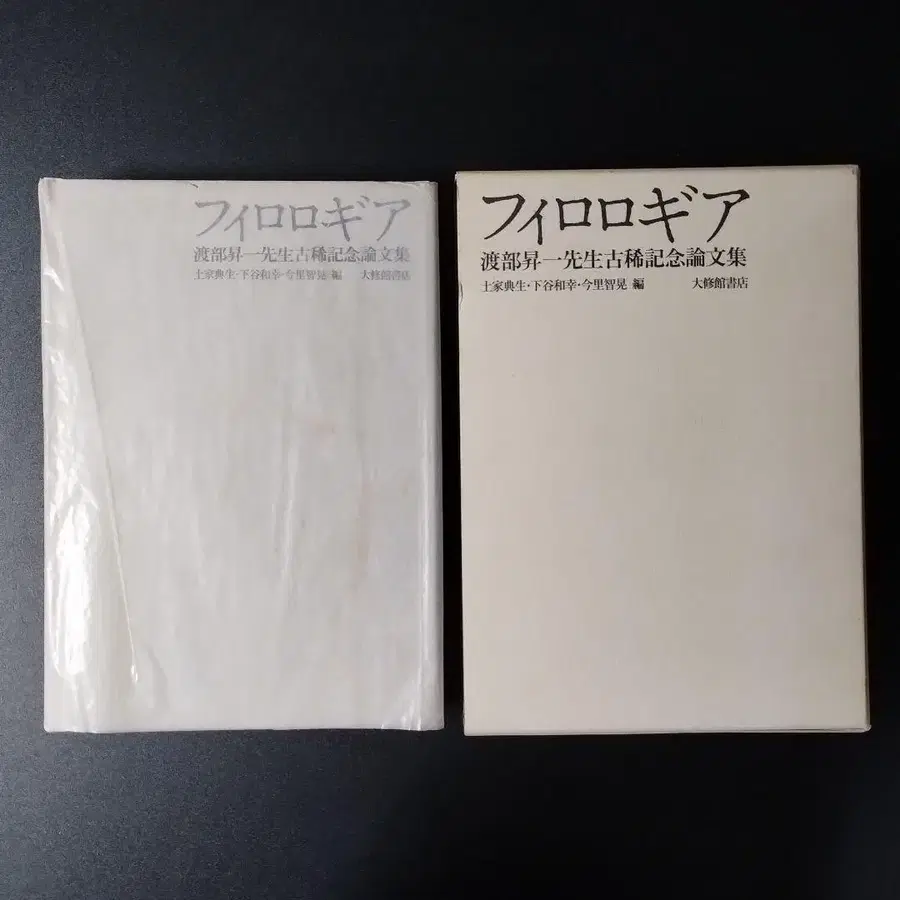 フィロロギア
渡部昇一先生古稀記念論文集
土家典生・下谷和幸・今里智晃 編 大修館書店
フィロロギア
渡部昇一先生古稀記念論文集
土家典生・下谷和幸・今里智晃 編 大修館書店